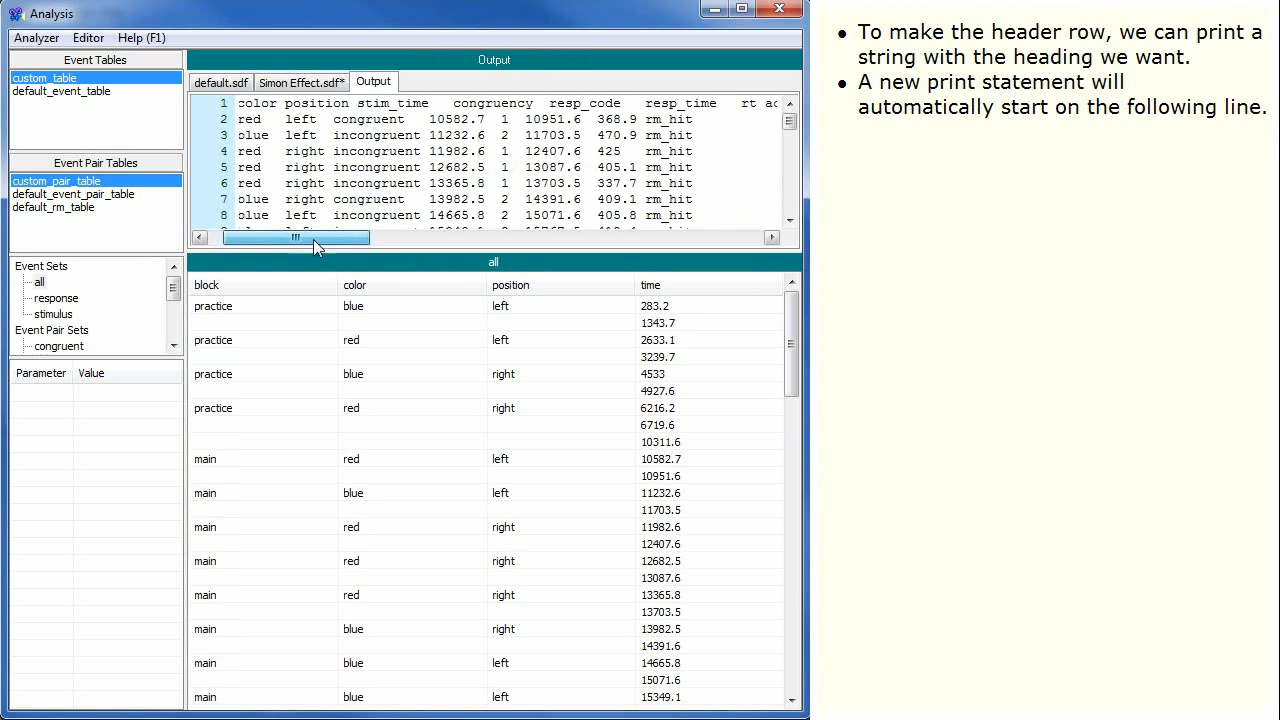 Analysis
Analyzer Editor Help (F1)
Event Tables
custom_table
default_event_table
Event Pair Tables
custom_pair_table
default_event_pair_table
default_rm_table
Event Sets
all
response
stimulus
Event Pair Sets
congruent
Parameter Value
Output
default.sdf Simon Effect.sdf* Output
1 color position stim_time congruency resp_code resp_time rt ac
2 red left congruent 10582.7 1 10951.6 368.9 rm_hit
3 blue left incongruent 11232.6 2 11703.5 470.9 rm_hit
4 red right incongruent 11982.6 1 12407.6 425 rm_hit
5 red right incongruent 12682.5 1 13087.6 405.1 rm_hit
6 red right incongruent 13365.8 1 13703.5 337.7 rm_hit
7 blue right congruent 13982.5 2 14391.6 409.1 rm_hit
8 blue left incongruent 14665.8 2 15071.6 405.8 rm_hit
all
block color position time
practice blue left 283.2
1343.7
practice red left 2633.1
3239.7
practice blue right 4533
4927.6
practice red right 6216.2
6719.6
10311.6
main red left 10582.7
10951.6
main blue left 11232.6
11703.5
main red right 11982.6
12407.6
main red right 12682.5
13087.6
main red right 13365.8
13703.5
main blue right 13982.5
14391.6
main blue left 14665.8
15071.6
main blue left 15349.1
• To make the header row, we can print a
string with the heading we want.
• A new print statement will
automatically start on the following line.